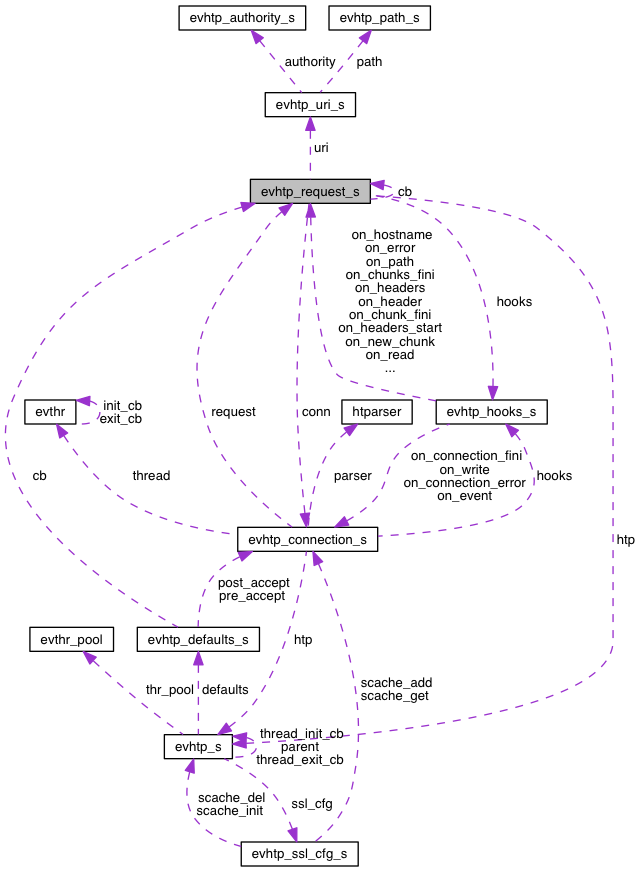 evhtp_authority_s
evhtp_path_s
authority
path
evhtp_uri_s
uri
evhtp_request_s
cb
on_hostname
on_error
on_path
on_chunks_fini
on_headers
on_header
on_chunk_fini
on_headers_start
on_new_chunk
on_read
...
hooks
evthr
init_cb
exit_cb
request
conn
htparser
evhtp_hooks_s
cb
thread
parser
on_connection_fini
on_write
on_connection_error
on_event
hooks
evhtp_connection_s
htp
post_accept
pre_accept
evthr_pool
evhtp_defaults_s
htp
thr_pool
defaults
scache_add
scache_get
evhtp_s
thread_init_cb
parent
thread_exit_cb
scache_del
scache_init
ssl_cfg
evhtp_ssl_cfg_s